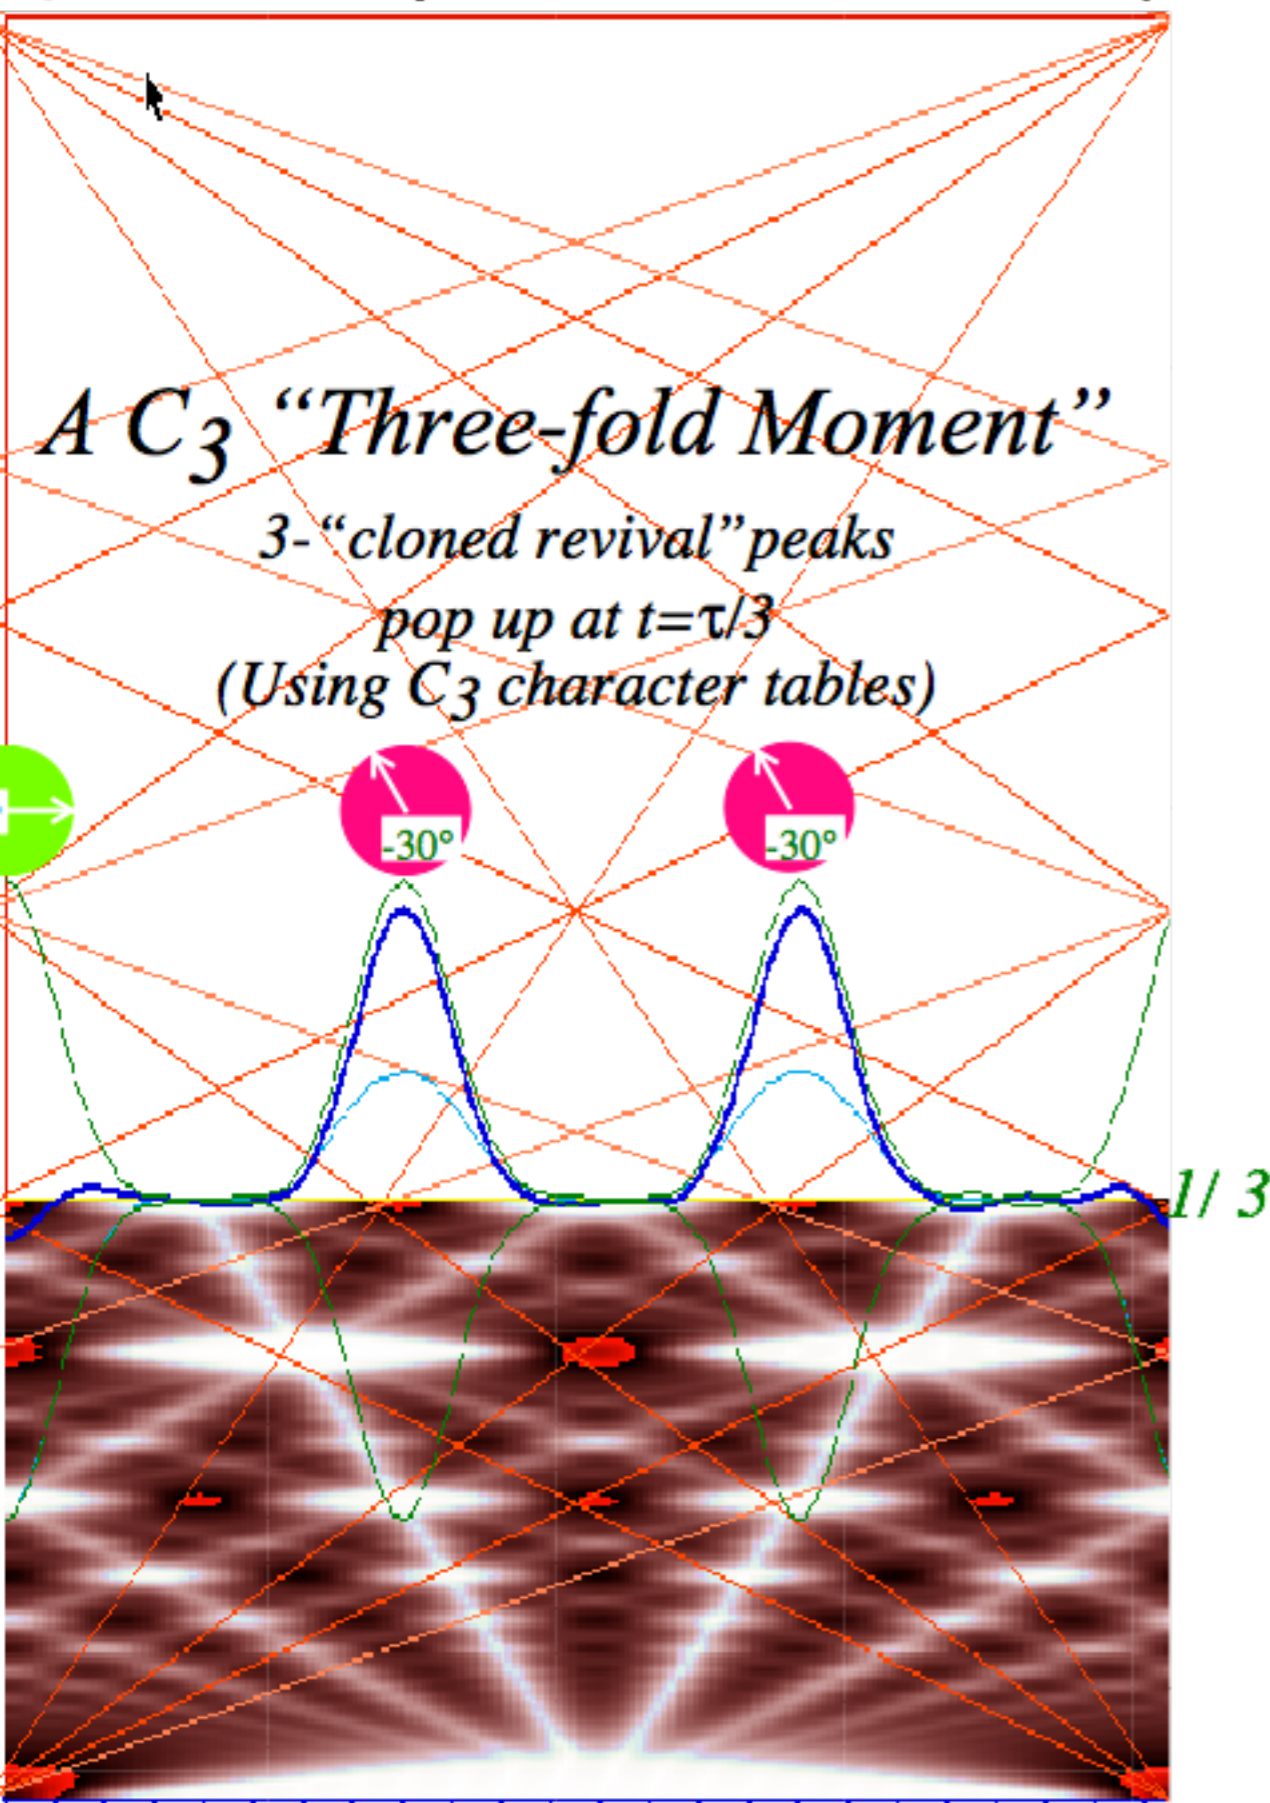 A C3 “Three-fold Moment”
3-“cloned revival”peaks
pop up at t=τ/3
(Using C3 character tables)
-30° -30°
1/ 3